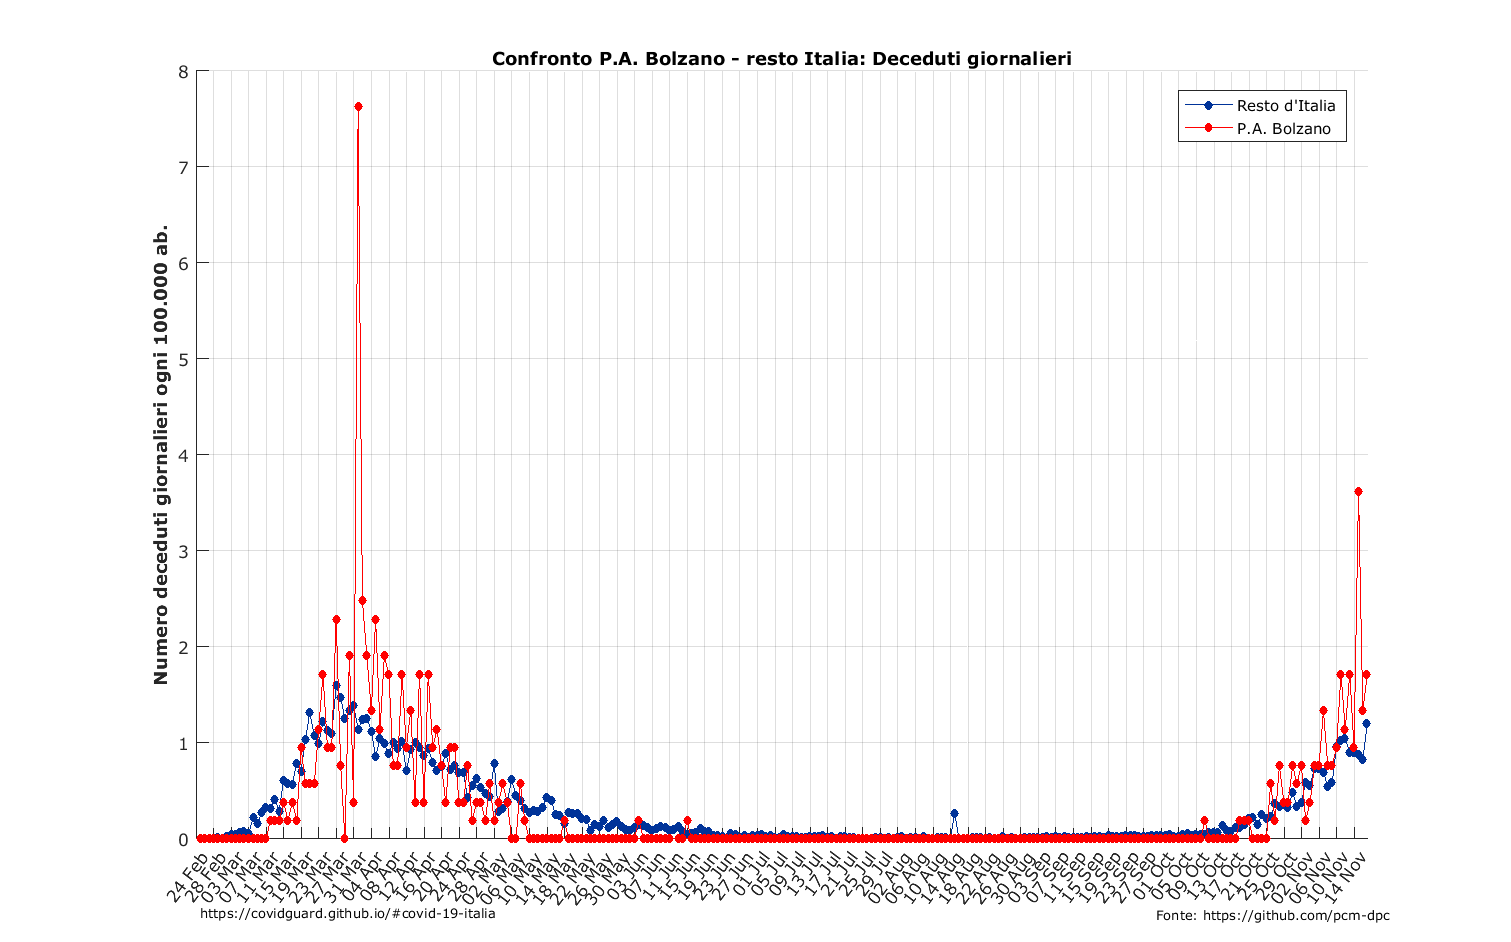 Confronto P.A. Bolzano - resto Italia: Deceduti giornalieri
Resto d'Italia
P.A. Bolzano
Numero deceduti giornalieri ogni 100.000 ab.
8
7
6
5
4
3
2
1
0
24 Feb
28 Feb
03 Mar
07 Mar
11 Mar
15 Mar
19 Mar
23 Mar
27 Mar
31 Mar
04 Apr
08 Apr
12 Apr
16 Apr
20 Apr
24 Apr
28 Apr
02 May
06 May
10 May
14 May
18 May
22 May
26 May
30 May
03 Jun
07 Jun
11 Jun
15 Jun
19 Jun
23 Jun
27 Jun
01 Jul
05 Jul
09 Jul
13 Jul
17 Jul
21 Jul
25 Jul
29 Jul
02 Aug
06 Aug
10 Aug
14 Aug
18 Aug
22 Aug
26 Aug
30 Aug
03 Sep
07 Sep
11 Sep
15 Sep
19 Sep
23 Sep
27 Sep
01 Oct
05 Oct
09 Oct
13 Oct
17 Oct
21 Oct
25 Oct
29 Oct
02 Nov
06 Nov
10 Nov
14 Nov
https://covidguard.github.io/#covid-19-italia
Fonte: https://github.com/pcm-dpc